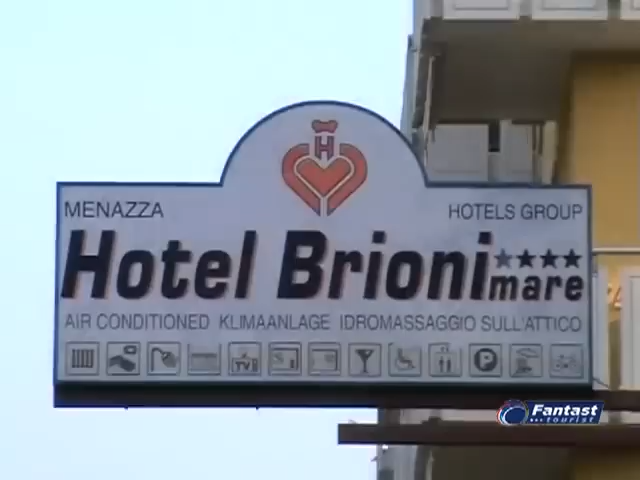 H
MENAZZA HOTELS GROUP
Hotel Brioni mare
AIR CONDITIONED KLIMAANLAGE IDROMASSAGGIO SULL'ATTICO
TV P
Fantast
tourist